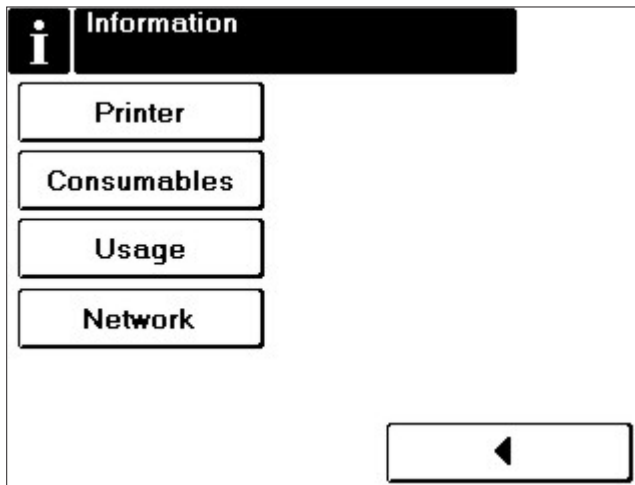 i
Information
Printer
Consumables
Usage
Network